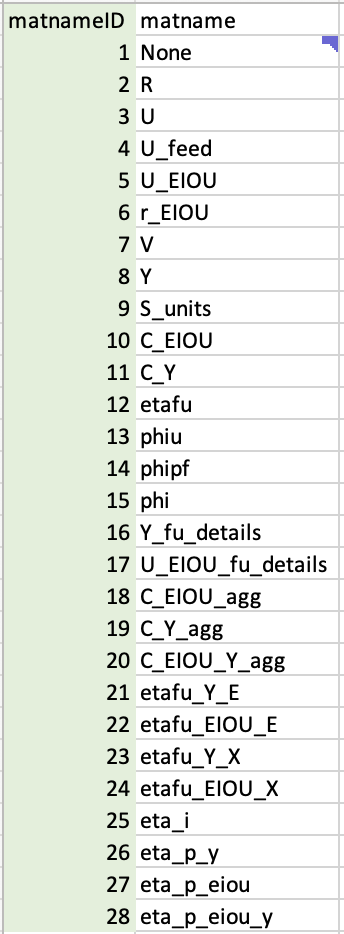 matnameID matname
1 None
2 R
3 U
4 U_feed
5 U_EIOU
6 r_EIOU
7 V
8 Y
9 S_units
10 C_EIOU
11 C_Y
12 etafu
13 phiu
14 phipf
15 phi
16 Y_fu_details
17 U_EIOU_fu_details
18 C_EIOU_agg
19 C_Y_agg
20 C_EIOU_Y_agg
21 etafu_Y_E
22 etafu_EIOU_E
23 etafu_Y_X
24 etafu_EIOU_X
25 eta_i
26 eta_p_y
27 eta_p_eiou
28 eta_p_eiou_y